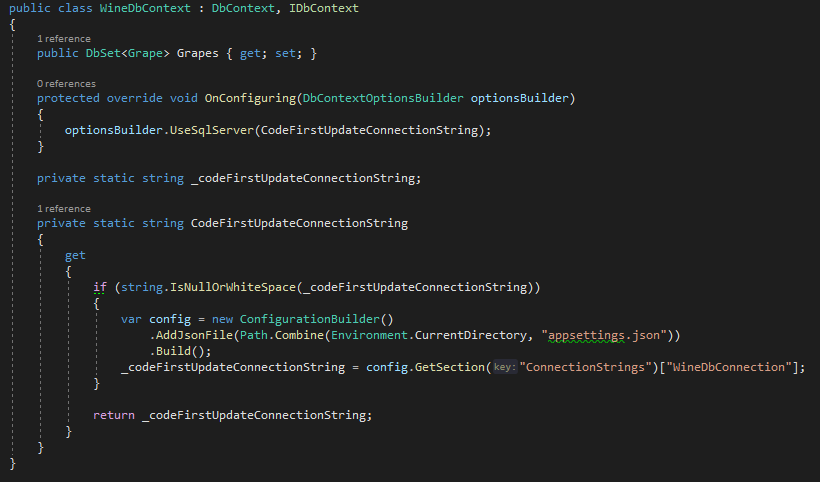 public class WineDbContext : DbContext, IDbContext
{
1 reference
public DbSet<Grape> Grapes { get; set; }
0 references
protected override void OnConfiguring(DbContextOptionsBuilder optionsBuilder)
{
optionsBuilder.UseSqlServer(CodeFirstUpdateConnectionString);
}
private static string _codeFirstUpdateConnectionString;
1 reference
private static string CodeFirstUpdateConnectionString
{
get
{
if (string.IsNullOrWhiteSpace(_codeFirstUpdateConnectionString))
{
var config = new ConfigurationBuilder()
.AddJsonFile(Path.Combine(Environment.CurrentDirectory, "appsettings.json"))
.Build();
_codeFirstUpdateConnectionString = config.GetSection(key:"ConnectionStrings")["WineDbConnection"];
}
return _codeFirstUpdateConnectionString;
}
}
}